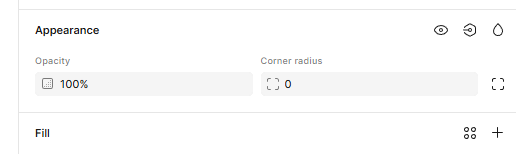 Appearance
Opacity Corner radius
100% 0
Fill